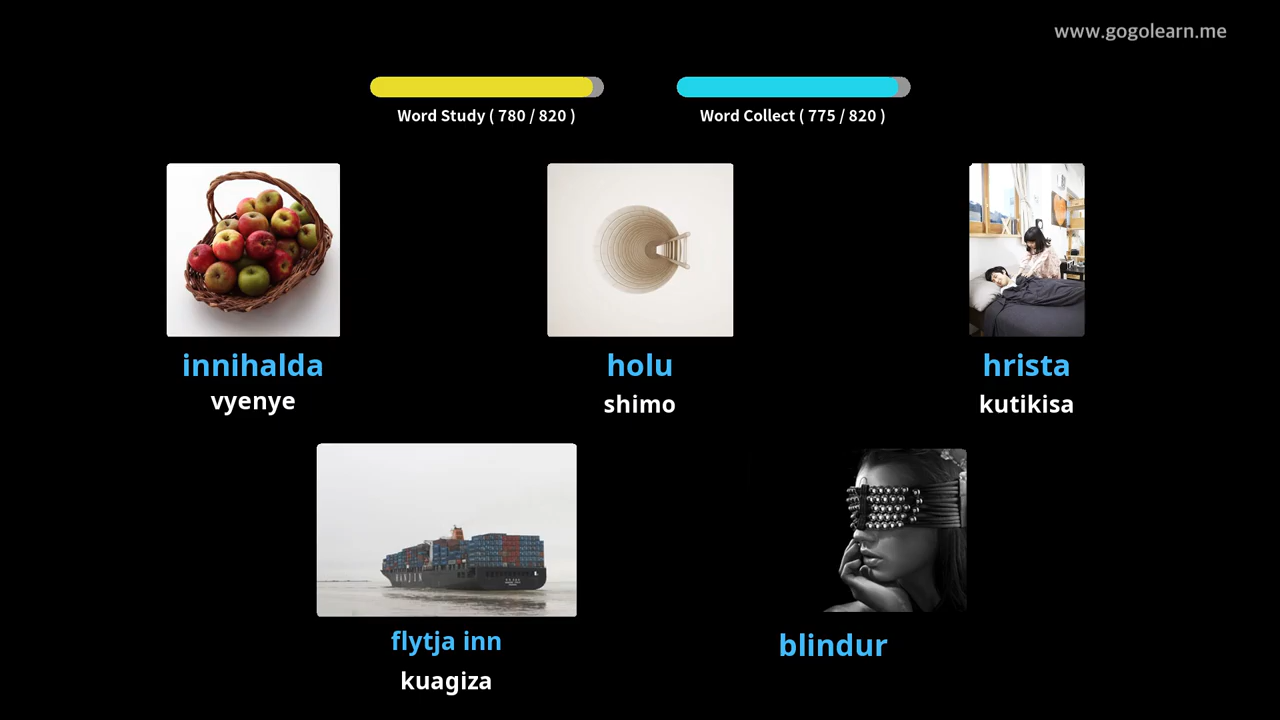 www.gogolearn.me
Word Study ( 780 / 820 )
Word Collect ( 775 / 820 )
innihalda
vyenye
holu
shimo
hrista
kutikisa
HANJIN
flytja inn
kuagiza
blindur